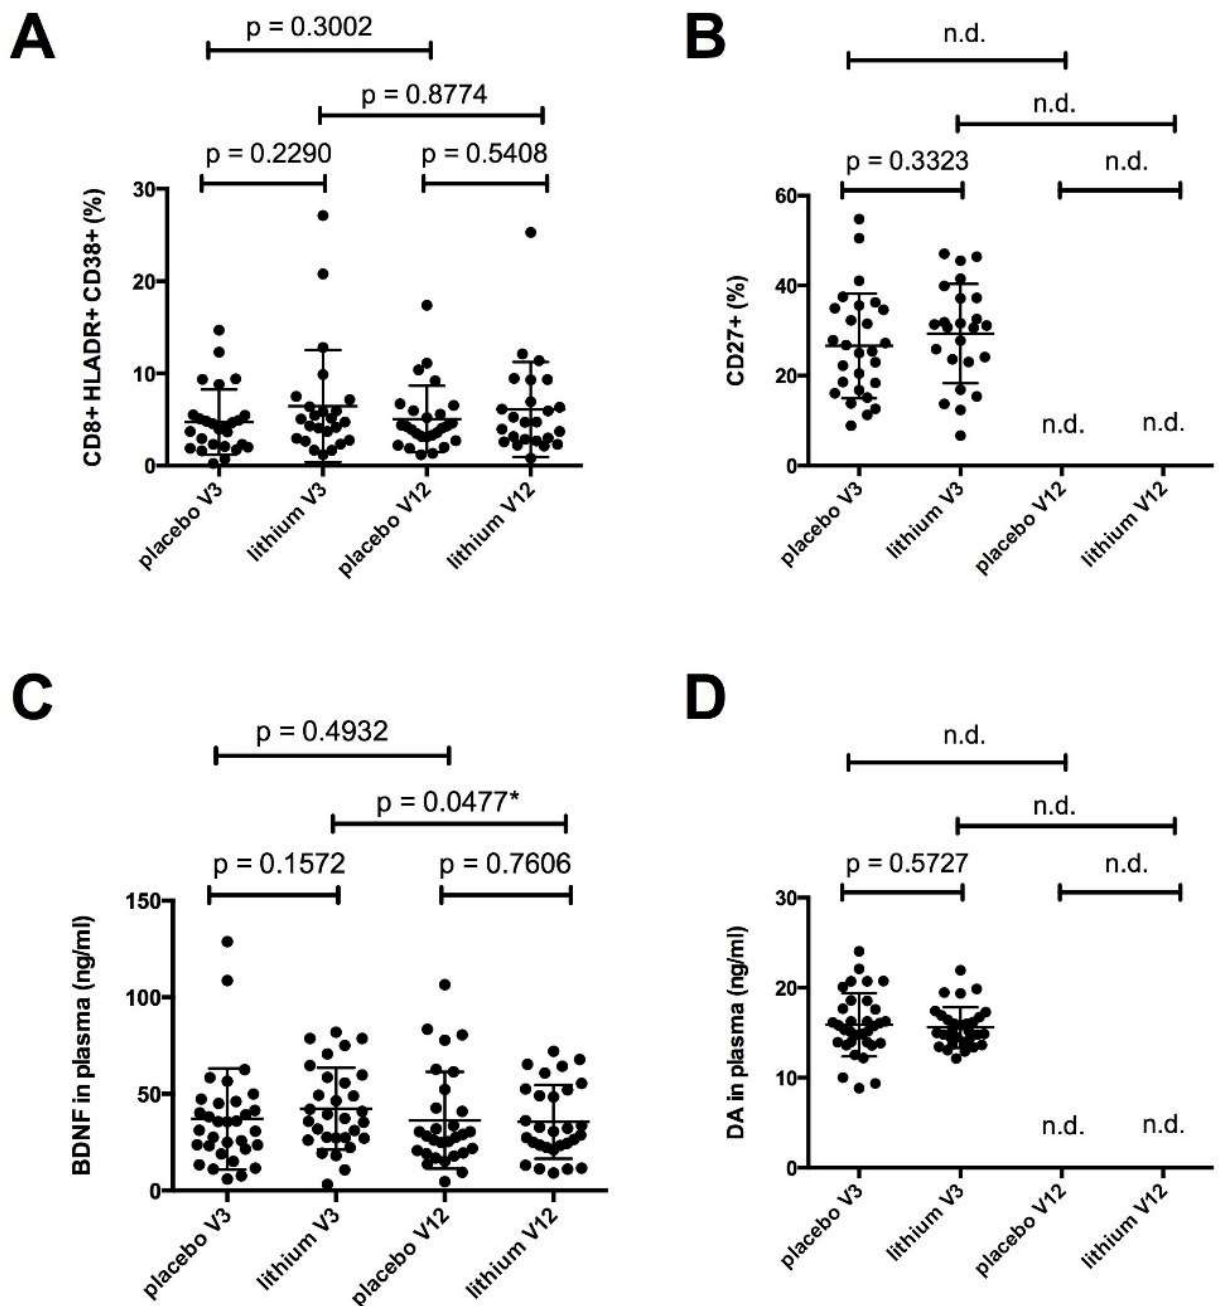 A
p = 0.3002
p = 0.8774
p = 0.2290
p = 0.5408
CD8+ HLADR+ CD38+ (%)
30
20
10
0
placebo V3
lithium V3
placebo V12
lithium V12
B
n.d.
n.d.
p = 0.3323
n.d.
CD27+ (%)
60
40
20
0
n.d.
n.d.
placebo V3
lithium V3
placebo V12
lithium V12
C
p = 0.4932
p = 0.0477*
p = 0.1572
p = 0.7606
BDNF in plasma (ng/ml)
150
100
50
0
placebo V3
lithium V3
placebo V12
lithium V12
D
n.d.
n.d.
p = 0.5727
n.d.
DA in plasma (ng/ml)
30
20
10
0
n.d.
n.d.
placebo V3
lithium V3
placebo V12
lithium V12